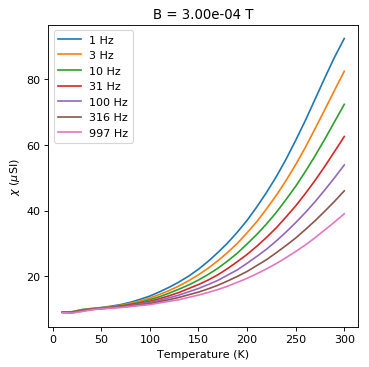 B = 3.00e-04 T
1 Hz
3 Hz
10 Hz
31 Hz
100 Hz
316 Hz
997 Hz
80
60
40
20
χ (μSI)
0 50 100 150 200 250 300
Temperature (K)